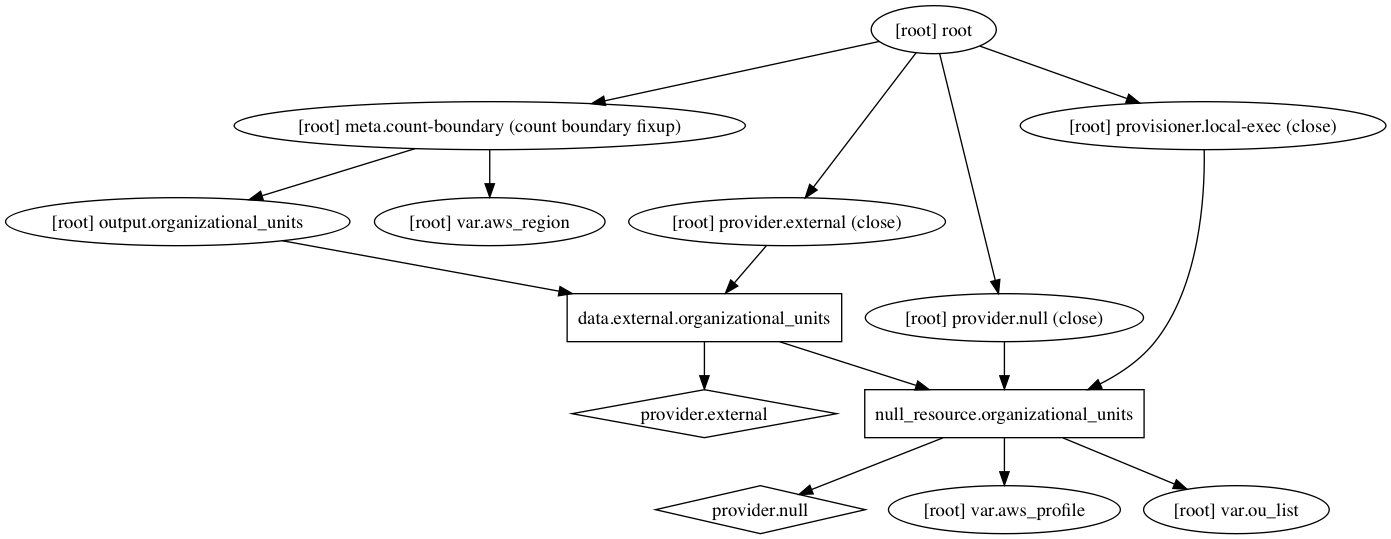 [root] root
[root] meta.count-boundary (count boundary fixup)
[root] provisioner.local-exec (close)
[root] output.organizational_units
[root] var.aws_region
[root] provider.external (close)
data.external.organizational_units
[root] provider.null (close)
provider.external
null_resource.organizational_units
provider.null
[root] var.aws_profile
[root] var.ou_list